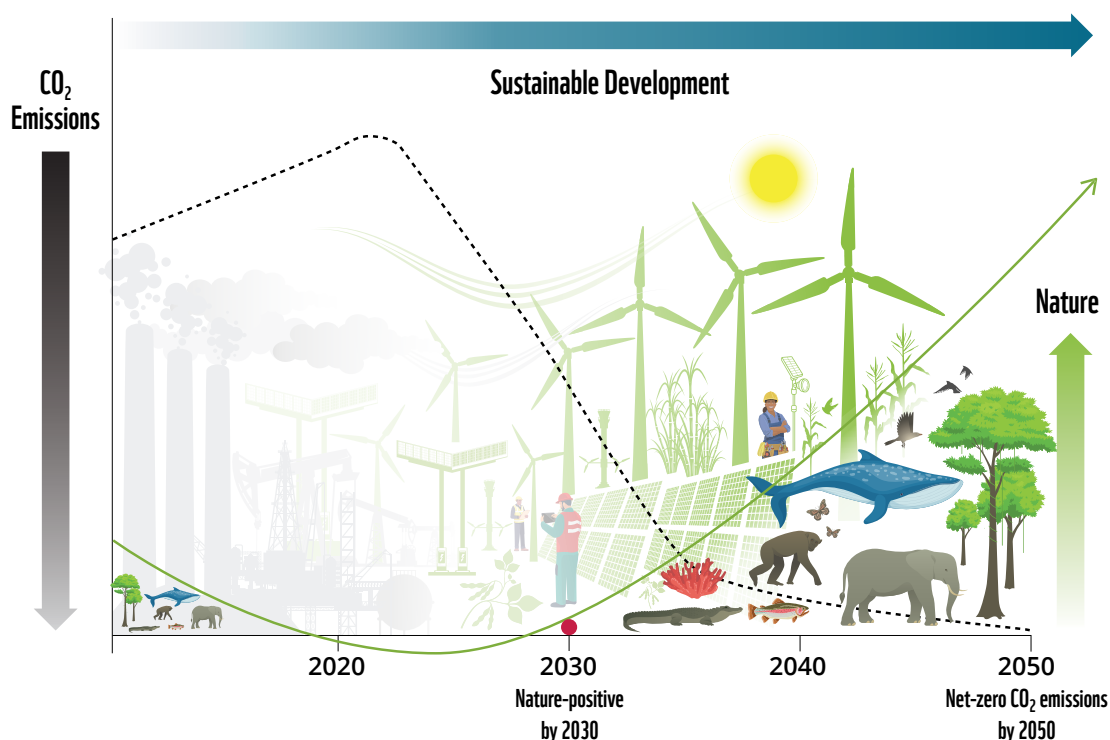 Sustainable Development
CO₂
Emissions
Nature
2020
2030
2040
2050
Nature-positive
by 2030
Net-zero CO₂ emissions
by 2050